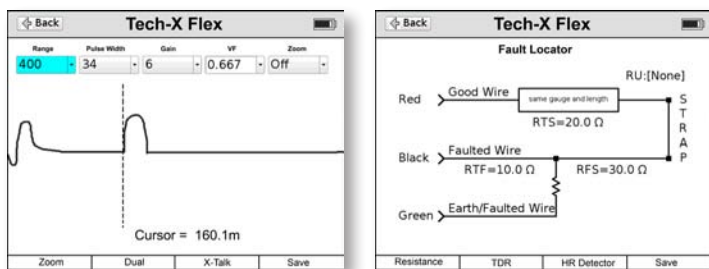 Back Tech-X Flex
Range Pulse Width Gain VF Zoom
400 34 6 0.667 Off
Cursor = 160.1m
Zoom Dual X-Talk Save
Back Tech-X Flex
Fault Locator
RU:[None]
Good Wire
Red same gauge and length
RTS=20.0 Ω
STRAP
Faulted Wire
Black
RTF=10.0 Ω RFS=30.0 Ω
Earth/Faulted Wire
Green
Resistance TDR HR Detector Save